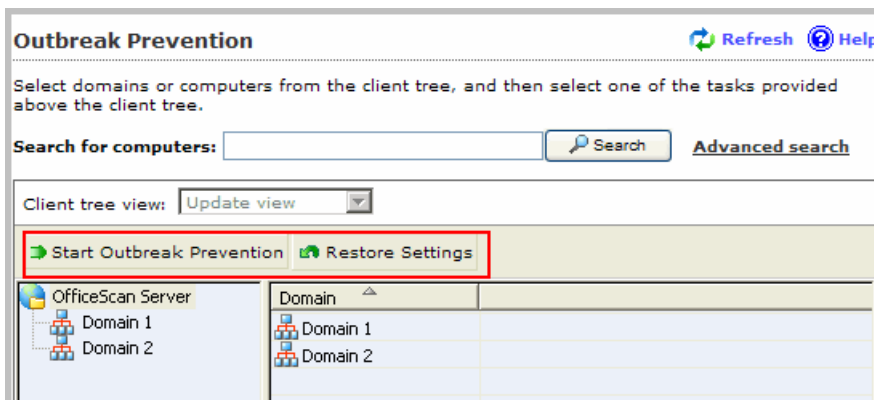 Outbreak Prevention
Refresh
Help
Select domains or computers from the client tree, and then select one of the tasks provided
above the client tree.
Search for computers:
Search
Advanced search
Client tree view: Update view
Start Outbreak Prevention
Restore Settings
OfficeScan Server
Domain 1
Domain 2
Domain
Domain 1
Domain 2